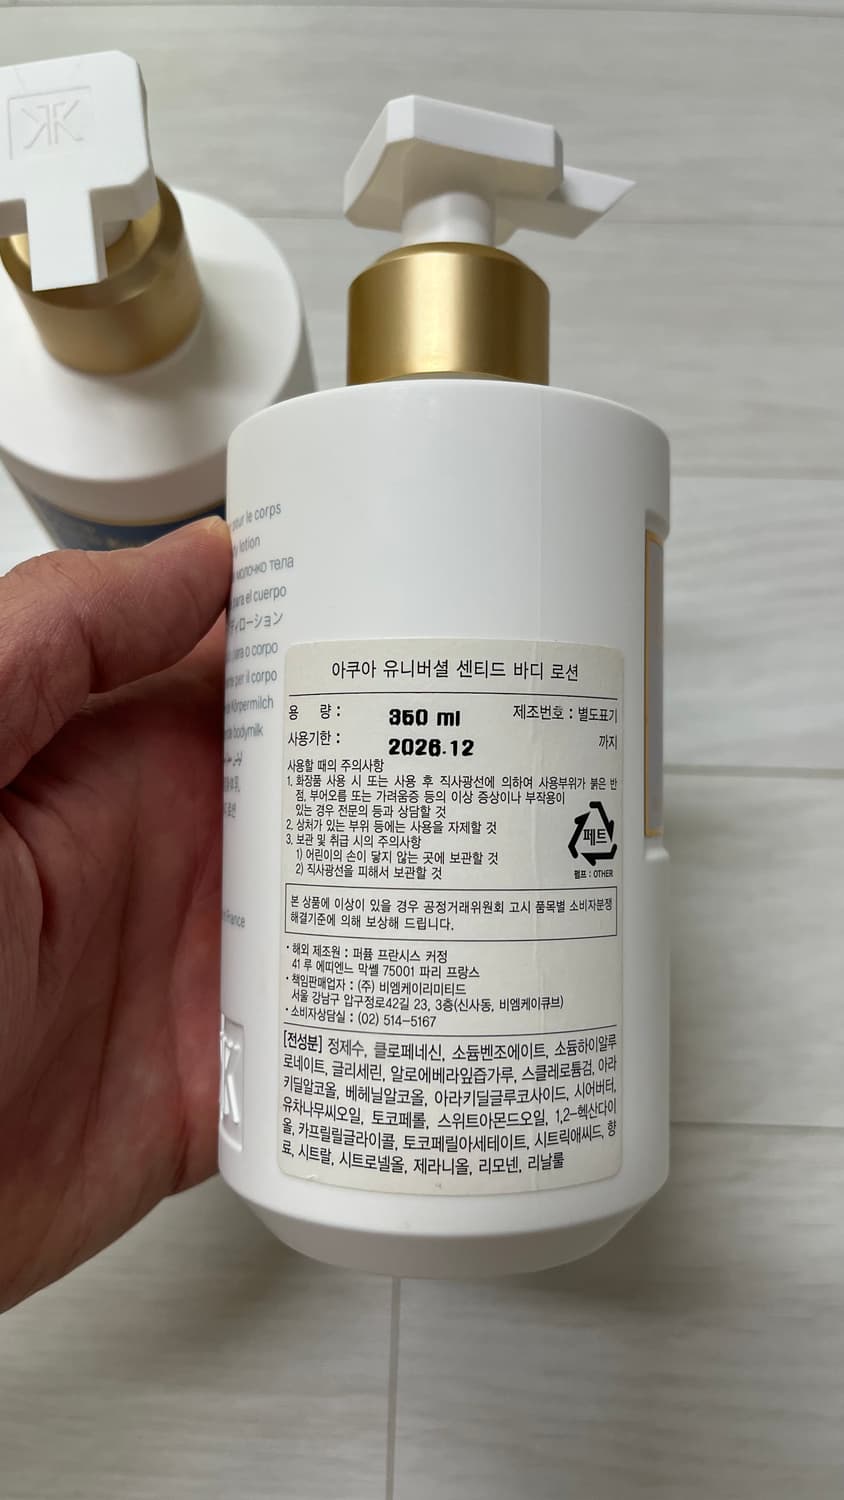 pour le corps
lotion
молочко тела
para el cuerpo
ディローション
para o corpo
per il corpo
Körpermilch
bodymilk
France
아쿠아 유니버셜 센티드 바디 로션
용 량 : 350 ml 제조번호 : 별도표기
사용기한 : 2026.12 까지
사용할 때의 주의사항
1. 화장품 사용 시 또는 사용 후 직사광선에 의하여 사용부위가 붉은 반
점, 부어오름 또는 가려움증 등의 이상 증상이나 부작용이
있는 경우 전문의 등과 상담할 것
2. 상처가 있는 부위 등에는 사용을 자제할 것
3. 보관 및 취급 시의 주의사항
1) 어린이의 손이 닿지 않는 곳에 보관할 것
2) 직사광선을 피해서 보관할 것
페트
펌프 : OTHER
본 상품에 이상이 있을 경우 공정거래위원회 고시 품목별 소비자분쟁
해결기준에 의해 보상해 드립니다.
· 해외 제조원 : 퍼퓸 프란시스 커정
41 루 에띠엔느 막쎌 75001 파리 프랑스
· 책임판매업자 : (주) 비엠케이리미티드
서울 강남구 압구정로42길 23, 3층(신사동, 비엠케이큐브)
· 소비자상담실 : (02) 514-5167
[전성분] 정제수, 클로페네신, 소듐벤조에이트, 소듐하이알루
로네이트, 글리세린, 알로에베라잎즙가루, 스클레로튬검, 아라
키딜알코올, 베헤닐알코올, 아라키딜글루코사이드, 시어버터,
유차나무씨오일, 토코페롤, 스위트아몬드오일, 1,2-헥산다이
올, 카프릴릴글라이콜, 토코페릴아세테이트, 시트릭애씨드, 향
료, 시트랄, 시트로넬올, 제라니올, 리모넨, 리날룰